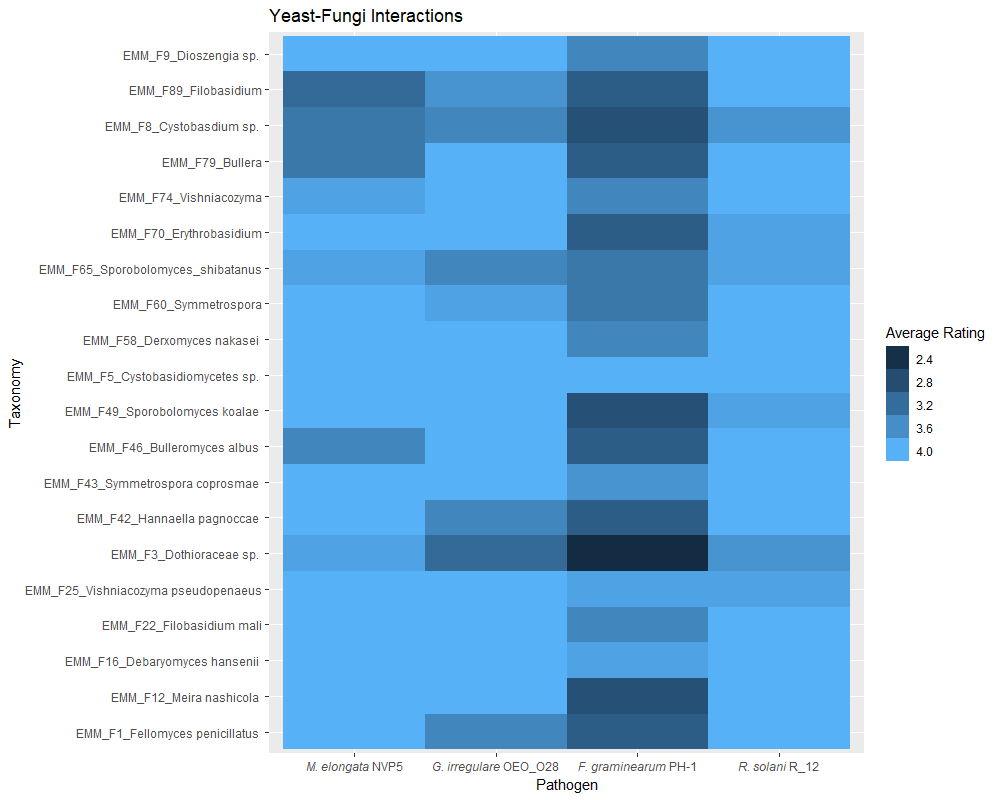 Yeast-Fungi Interactions
Taxonomy
EMM_F9_Dioszengia sp.
EMM_F89_Filobasidium
EMM_F8_Cystobasdium sp.
EMM_F79_Bullera
EMM_F74_Vishniacozyma
EMM_F70_Erythrobasidium
EMM_F65_Sporobolomyces_shibatanus
EMM_F60_Symmetrospora
EMM_F58_Derxomyces nakasei
EMM_F5_Cystobasidiomycetes sp.
EMM_F49_Sporobolomyces koalae
EMM_F46_Bulleromyces albus
EMM_F43_Symmetrospora coprosmae
EMM_F42_Hannaella pagnoccae
EMM_F3_Dothioraceae sp.
EMM_F25_Vishniacozyma pseudopenaeus
EMM_F22_Filobasidium mali
EMM_F16_Debaryomyces hansenii
EMM_F12_Meira nashicola
EMM_F1_Fellomyces penicillatus
M. elongata NVP5 G. irregulare OEO_O28 F. graminearum PH-1 R. solani R_12
Pathogen
Average Rating
2.4
2.8
3.2
3.6
4.0